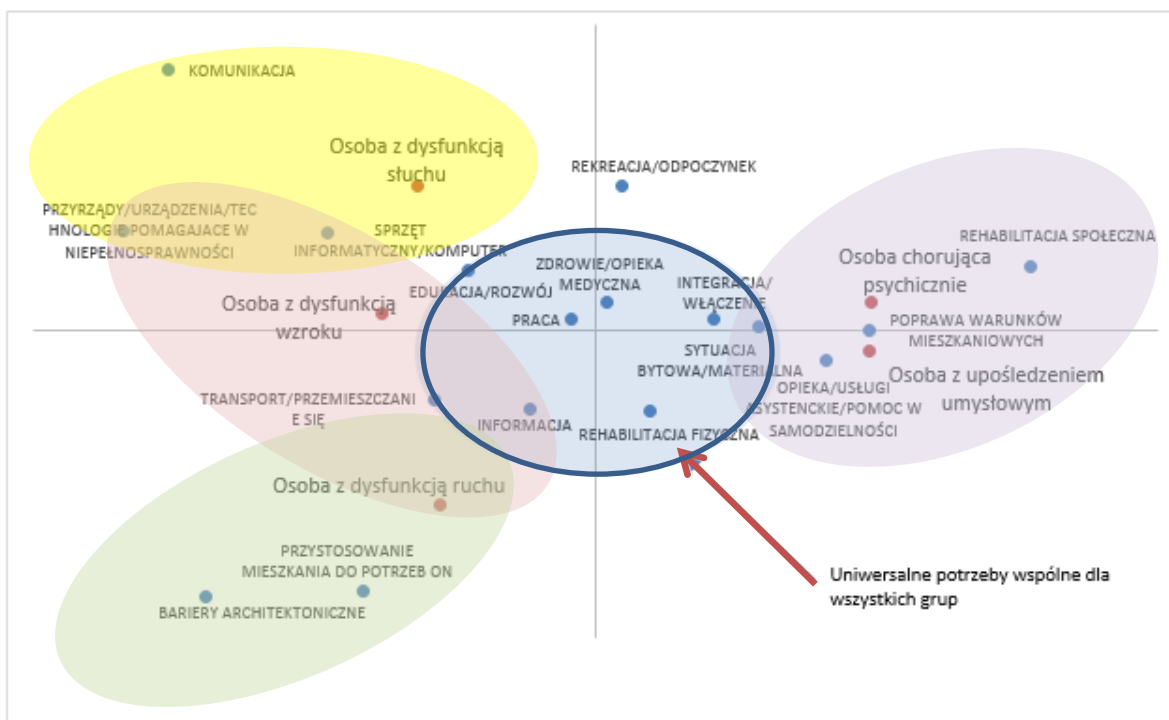 KOMUNIKACJA
Osoba z dysfunkcją
słuchu
REKREACJA/ODPOCZYNEK
PRZYRZĄDY/URZĄDZENIA/TEC
HNOLOGIE POMAGAJACE W
NIEPEŁNOSPRAWNOŚCI
SPRZĘT
INFORMATYCZNY/KOMPUTER
REHABILITACJA SPOŁECZNA
Osoba chorująca
psychicznie
ZDROWIE/OPIEKA
MEDYCZNA
INTEGRACJA/
WŁĄCZENIE
EDUKACJA/ROZWÓJ
Osoba z dysfunkcją
wzroku
PRACA
POPRAWA WARUNKÓW
MIESZKANIOWYCH
SYTUACJA
BYTOWA/MATERIALNA
Osoba z upośledzeniem
umysłowym
OPIEKA/USŁUGI
ASYSTENCKIE/POMOC W
SAMODZIELNOŚCI
TRANSPORT/PRZEMIESZCZANI
E SIĘ
INFORMACJA
REHABILITACJA FIZYCZNA
Osoba z dysfunkcją ruchu
PRZYSTOSOWANIE
MIESZKANIA DO POTRZEB ON
BARIERY ARCHITEKTONICZNE
Uniwersalne potrzeby wspólne dla
wszystkich grup